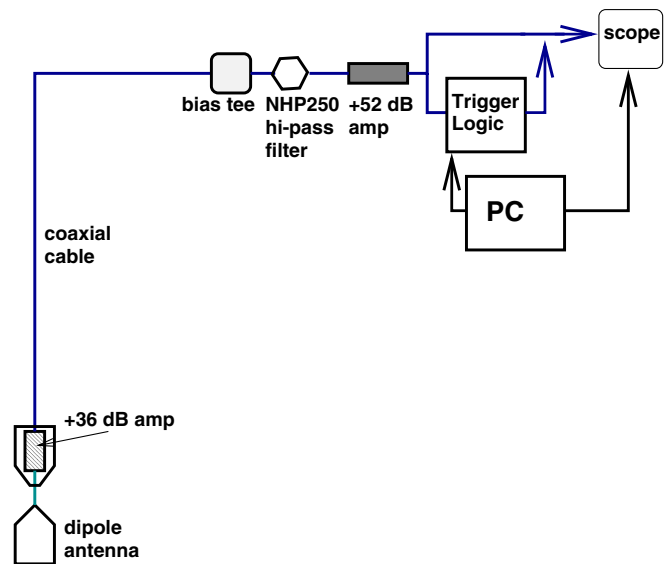 scope
bias tee
NHP250
hi-pass
filter
+52 dB
amp
Trigger
Logic
PC
coaxial
cable
+36 dB amp
dipole
antenna